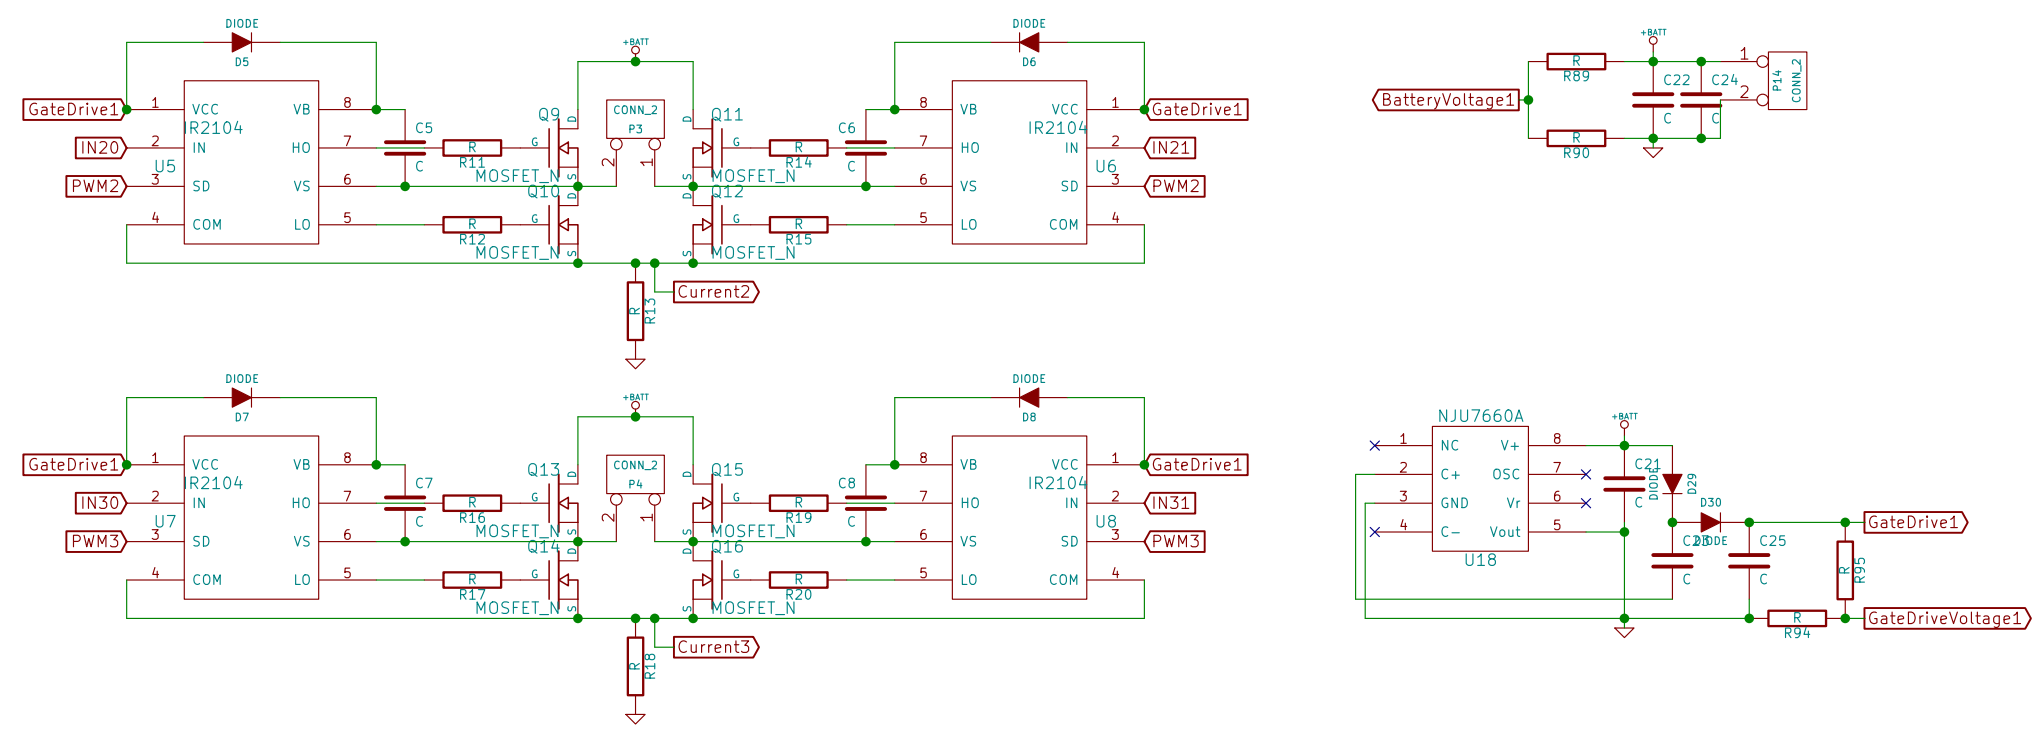 DIODE
D5
GateDrive1
IN20
PWM2
1 VCC VB 8
IR2104
2 IN HO 7
U5
3 SD VS 6
4 COM LO 5
C5
C
R
R11
R
R12
Q9
D
G
S
MOSFET_N
Q10
D
G
S
MOSFET_N
+BATT
CONN_2
P3
2 1
Q11
D
G
S
MOSFET_N
Q12
D
G
S
MOSFET_N
R
R14
R
R15
C6
C
DIODE
D6
8 VB VCC 1
IR2104
7 HO IN 2
U6
6 VS SD 3
5 LO COM 4
GateDrive1
IN21
PWM2
R
R13
Current2
BatteryVoltage1
R
R89
R
R90
+BATT
C22
C
C24
C
1
2
P14
CONN_2
DIODE
D7
GateDrive1
IN30
PWM3
1 VCC VB 8
IR2104
2 IN HO 7
U7
3 SD VS 6
4 COM LO 5
C7
C
R
R16
R
R17
Q13
D
G
S
MOSFET_N
Q14
D
G
S
MOSFET_N
+BATT
CONN_2
P4
2 1
Q15
D
G
S
MOSFET_N
Q16
D
G
S
MOSFET_N
R
R19
R
R20
C8
C
DIODE
D8
8 VB VCC 1
IR2104
7 HO IN 2
U8
6 VS SD 3
5 LO COM 4
GateDrive1
IN31
PWM3
R
R18
Current3
NJU7660A
1 NC V+ 8
2 C+ OSC 7
3 GND Vr 6
4 C- Vout 5
U18
+BATT
C21
C
DIODE
D29
D30
DIODE
C23
C
C25
C
R
R95
R
R94
GateDrive1
GateDriveVoltage1